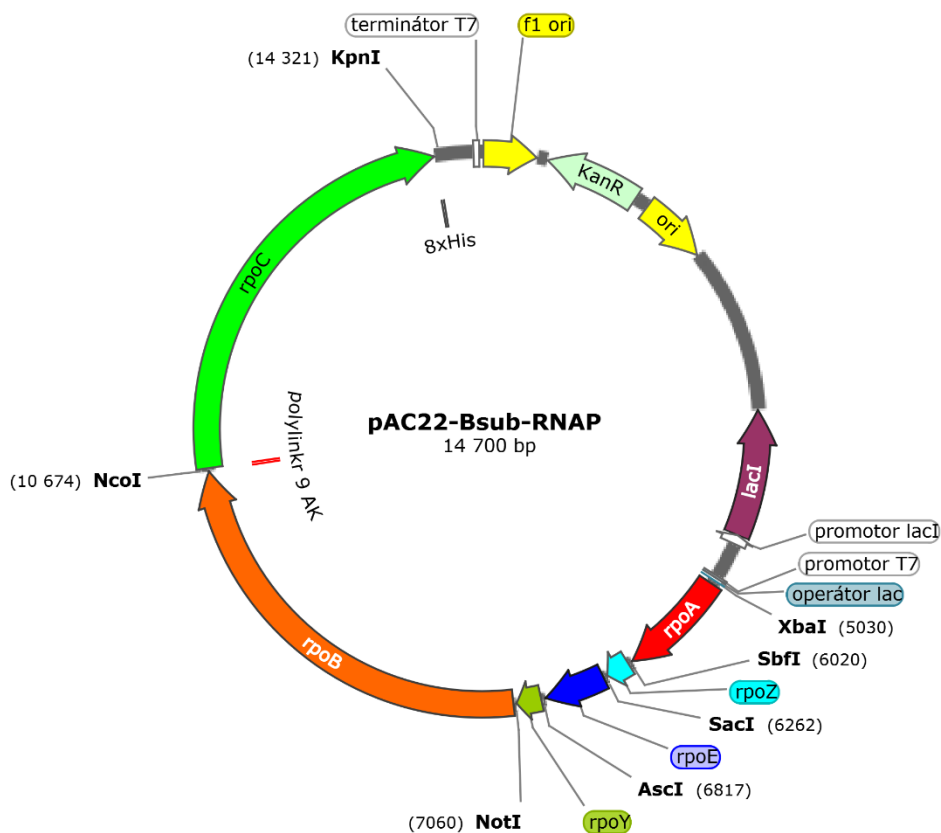 terminátor T7
f1 ori
(14 321) KpnI
KanR
ori
8xHis
rpoC
pAC22-Bsub-RNAP
14 700 bp
lacI
polylinkr 9 AK
(10 674) NcoI
promotor lacI
promotor T7
operátor lac
XbaI (5030)
rpoA
SbfI (6020)
rpoB
rpoZ
SacI (6262)
rpoE
AscI (6817)
(7060) NotI
rpoY